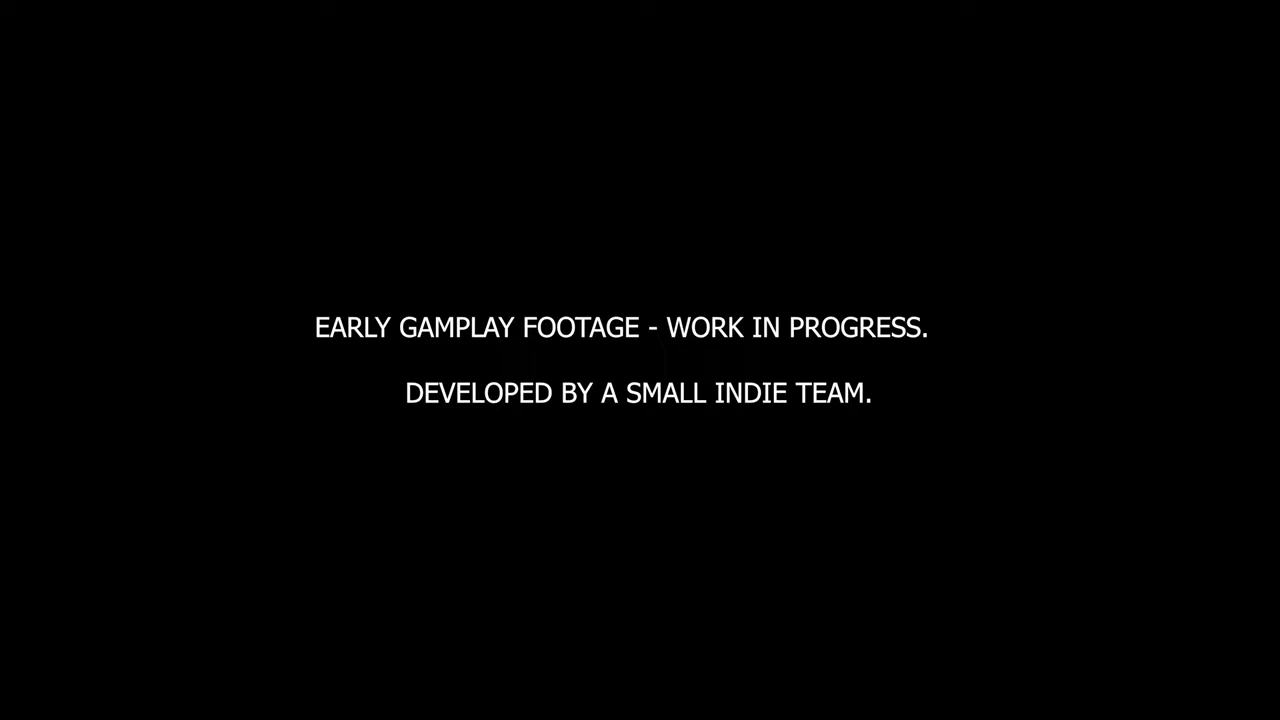 EARLY GAMPLAY FOOTAGE - WORK IN PROGRESS.
DEVELOPED BY A SMALL INDIE TEAM.